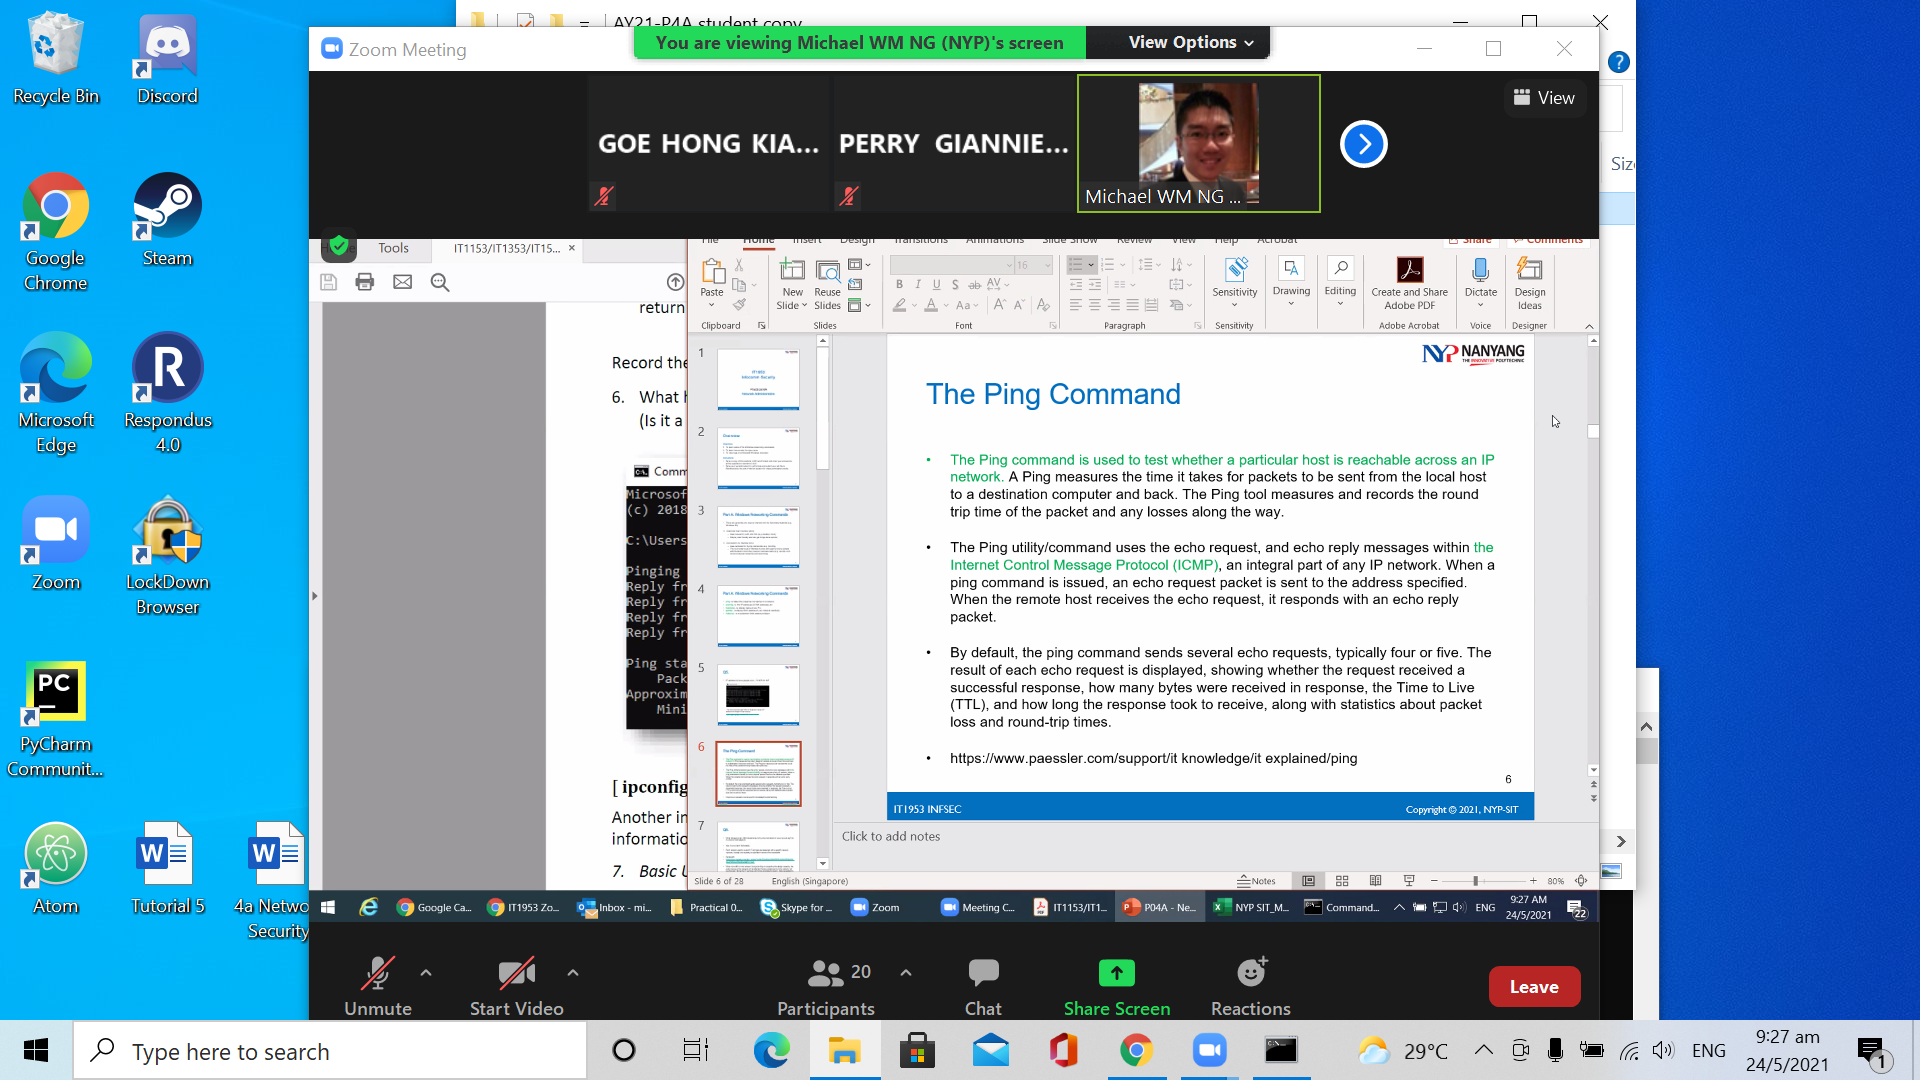 AY21-P4A student copy
Zoom Meeting
You are viewing Michael WM NG (NYP)'s screen
View Options
GOE HONG KIA...
PERRY GIANNIE...
Michael WM NG ...
View
Size
Recycle Bin
Discord
Google
Chrome
Steam
Microsoft
Edge
Respondus
4.0
Zoom
LockDown
Browser
PyCharm
Communit...
Atom
Tutorial 5
4a Netwo
Security
Tools
IT1153/IT1353/IT15...
File Home Insert Design Transitions Animations Slide Show Review View Help Acrobat
Share
Comments
Paste
New
Slide
Reuse
Slides
16
Sensitivity
Drawing
Editing
Create and Share
Adobe PDF
Dictate
Design
Ideas
Clipboard
Slides
Font
Paragraph
Sensitivity
Adobe Acrobat
Voice
Designer
return
Record the
6. What
(Is it a
Comm
Microsof
(c) 2018
C:\Users
Pinging
Reply fr
Reply fr
Reply fr
Reply fr
Ping sta
Pack
Approxim
Mini
[ ipconfig
Another in
informatio
7. Basic U
1
2
3
4
5
6
7
NYP NANYANG
The Ping Command
• The Ping command is used to test whether a particular host is reachable across an IP
network. A Ping measures the time it takes for packets to be sent from the local host
to a destination computer and back. The Ping tool measures and records the round
trip time of the packet and any losses along the way.
• The Ping utility/command uses the echo request, and echo reply messages within the
Internet Control Message Protocol (ICMP), an integral part of any IP network. When a
ping command is issued, an echo request packet is sent to the address specified.
When the remote host receives the echo request, it responds with an echo reply
packet.
• By default, the ping command sends several echo requests, typically four or five. The
result of each echo request is displayed, showing whether the request received a
successful response, how many bytes were received in response, the Time to Live
(TTL), and how long the response took to receive, along with statistics about packet
loss and round-trip times.
• https://www.paessler.com/support/it knowledge/it explained/ping
6
IT1953 INFSEC
Copyright © 2021, NYP-SIT
Click to add notes
Slide 6 of 28
English (Singapore)
Notes
80%
Google Ca...
IT1953 Zo...
Inbox - mi...
Practical 0...
Skype for ...
Zoom
Meeting C...
IT1153/IT1...
P04A - Ne...
NYP SIT_M...
Command...
ENG
9:27 AM
24/5/2021
22
Unmute
Start Video
20
Participants
Chat
Share Screen
Reactions
Leave
Type here to search
29°C
ENG
9:27 am
24/5/2021
1